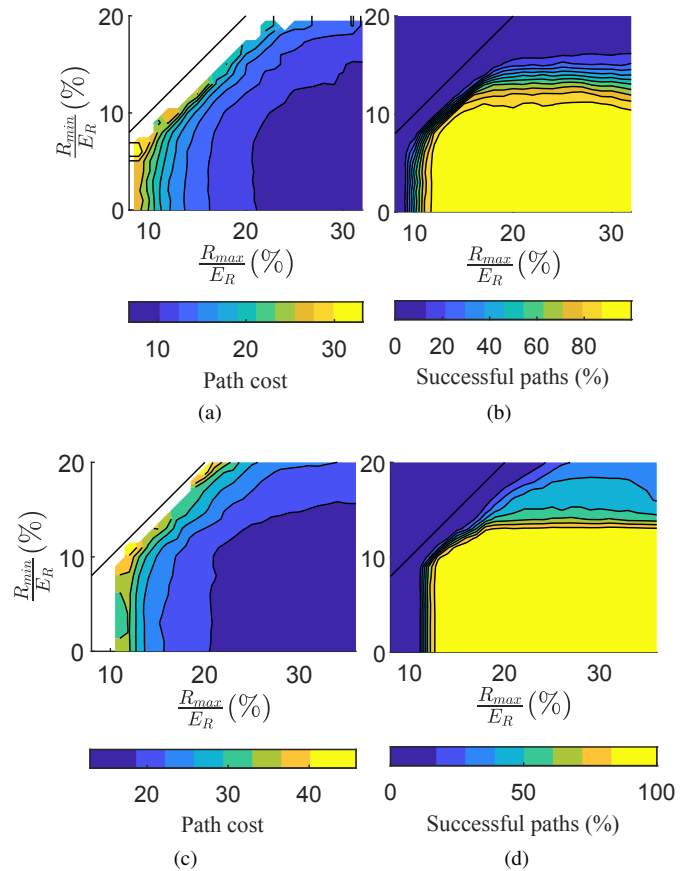 20 20
R_min/E_R (%) 10 10
0 0
10 20 30 10 20 30
R_max/E_R (%) R_max/E_R (%)
10 20 30 0 20 40 60 80
Path cost Successful paths (%)
(a) (b)
20 20
R_min/E_R (%) 10 10
0 0
20 30 10 20 30
R_max/E_R (%) R_max/E_R (%)
20 30 40 0 50 100
Path cost Successful paths (%)
(c) (d)